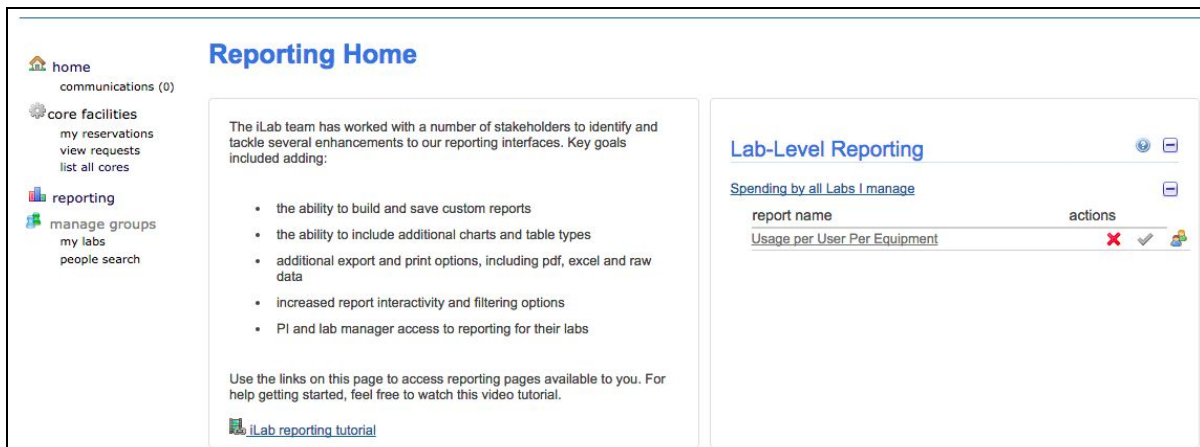 Reporting Home
home
communications (0)
core facilities
my reservations
view requests
list all cores
reporting
manage groups
my labs
people search
The iLab team has worked with a number of stakeholders to identify and
tackle several enhancements to our reporting interfaces. Key goals
included adding:
• the ability to build and save custom reports
• the ability to include additional charts and table types
• additional export and print options, including pdf, excel and raw
data
• increased report interactivity and filtering options
• PI and lab manager access to reporting for their labs
Use the links on this page to access reporting pages available to you. For
help getting started, feel free to watch this video tutorial.
iLab reporting tutorial
Lab-Level Reporting
Spending by all Labs I manage
report name actions
Usage per User Per Equipment